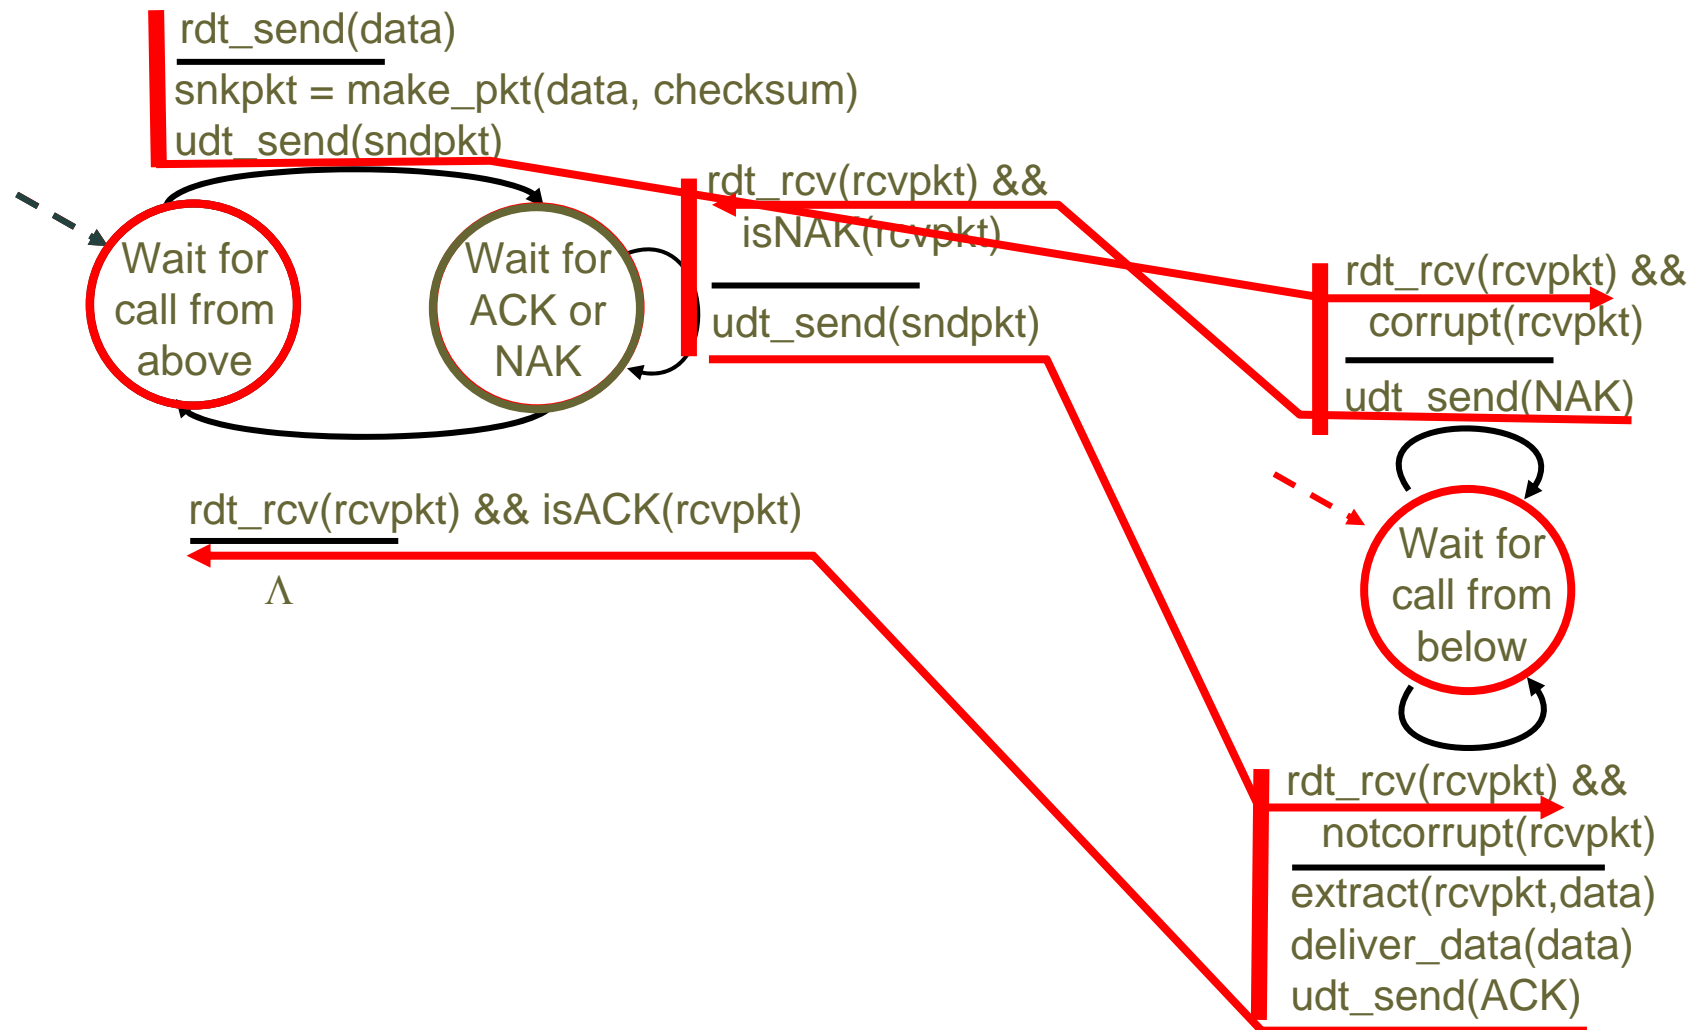 rdt_send(data)
snkpkt = make_pkt(data, checksum)
udt_send(sndpkt)
Wait for
call from
above
Wait for
ACK or
NAK
rdt_rcv(rcvpkt) &&
isNAK(rcvpkt)
udt_send(sndpkt)
rdt_rcv(rcvpkt) && isACK(rcvpkt)
Λ
rdt_rcv(rcvpkt) &&
corrupt(rcvpkt)
udt_send(NAK)
Wait for
call from
below
rdt_rcv(rcvpkt) &&
notcorrupt(rcvpkt)
extract(rcvpkt,data)
deliver_data(data)
udt_send(ACK)